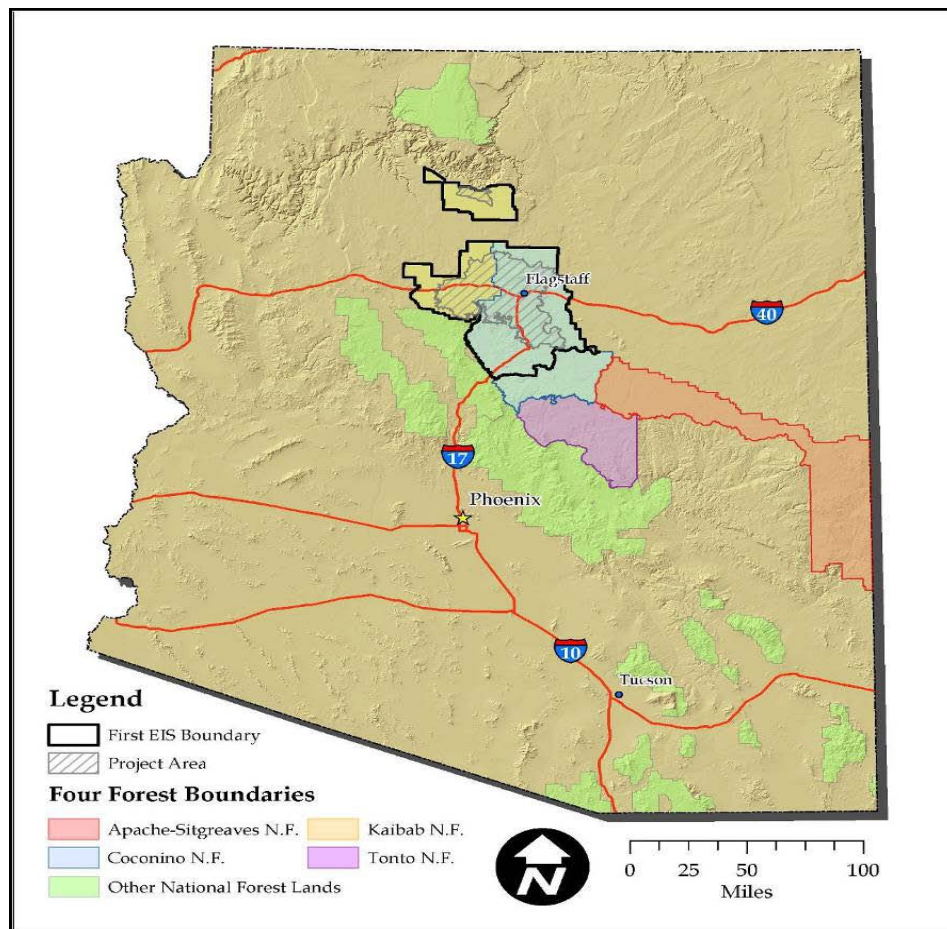 Flagstaff
40
17
Phoenix
10
Tucson
Legend
First EIS Boundary
Project Area
Four Forest Boundaries
Apache-Sitgreaves N.F.
Kaibab N.F.
Coconino N.F.
Tonto N.F.
Other National Forest Lands
N
0 25 50 100
Miles